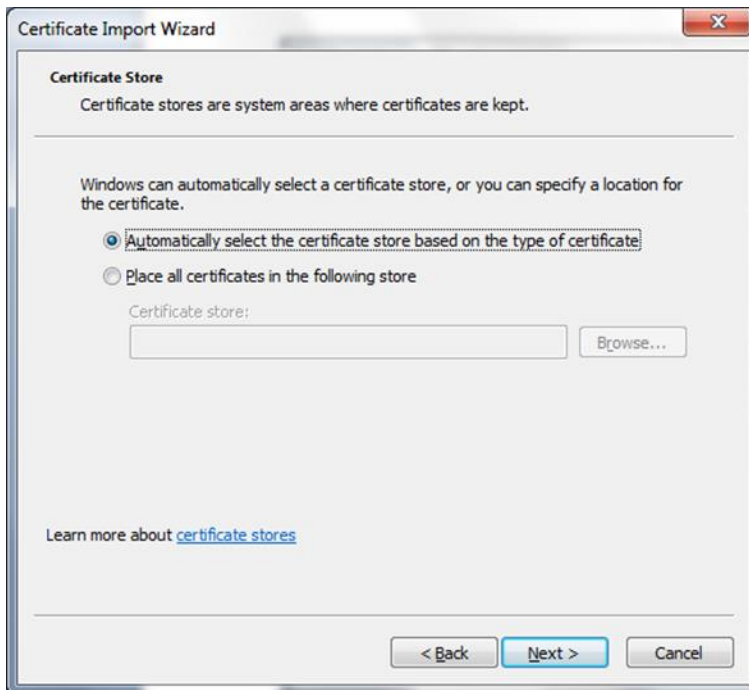 Certificate Import Wizard
Certificate Store
Certificate stores are system areas where certificates are kept.
Windows can automatically select a certificate store, or you can specify a location for
the certificate.
Automatically select the certificate store based on the type of certificate
Place all certificates in the following store
Certificate store:
Browse...
Learn more about certificate stores
< Back Next > Cancel